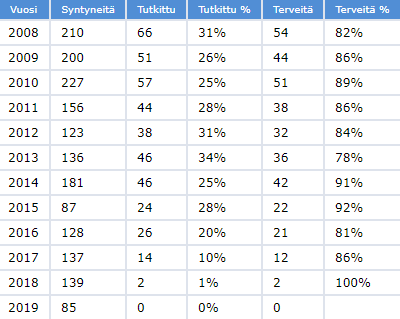 Vuosi Syntyneitä Tutkittu Tutkittu % Terveitä Terveitä %
2008 210 66 31% 54 82%
2009 200 51 26% 44 86%
2010 227 57 25% 51 89%
2011 156 44 28% 38 86%
2012 123 38 31% 32 84%
2013 136 46 34% 36 78%
2014 181 46 25% 42 91%
2015 87 24 28% 22 92%
2016 128 26 20% 21 81%
2017 137 14 10% 12 86%
2018 139 2 1% 2 100%
2019 85 0 0% 0